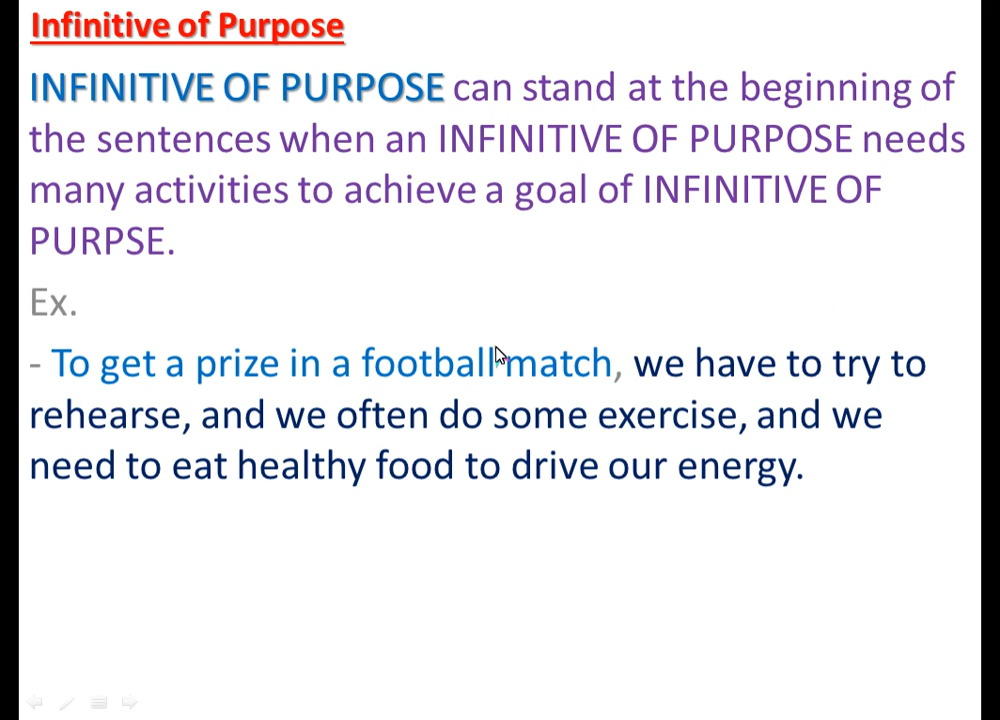 Infinitive of Purpose
INFINITIVE OF PURPOSE can stand at the beginning of
the sentences when an INFINITIVE OF PURPOSE needs
many activities to achieve a goal of INFINITIVE OF
PURPSE.
Ex.
- To get a prize in a football match, we have to try to
rehearse, and we often do some exercise, and we
need to eat healthy food to drive our energy.